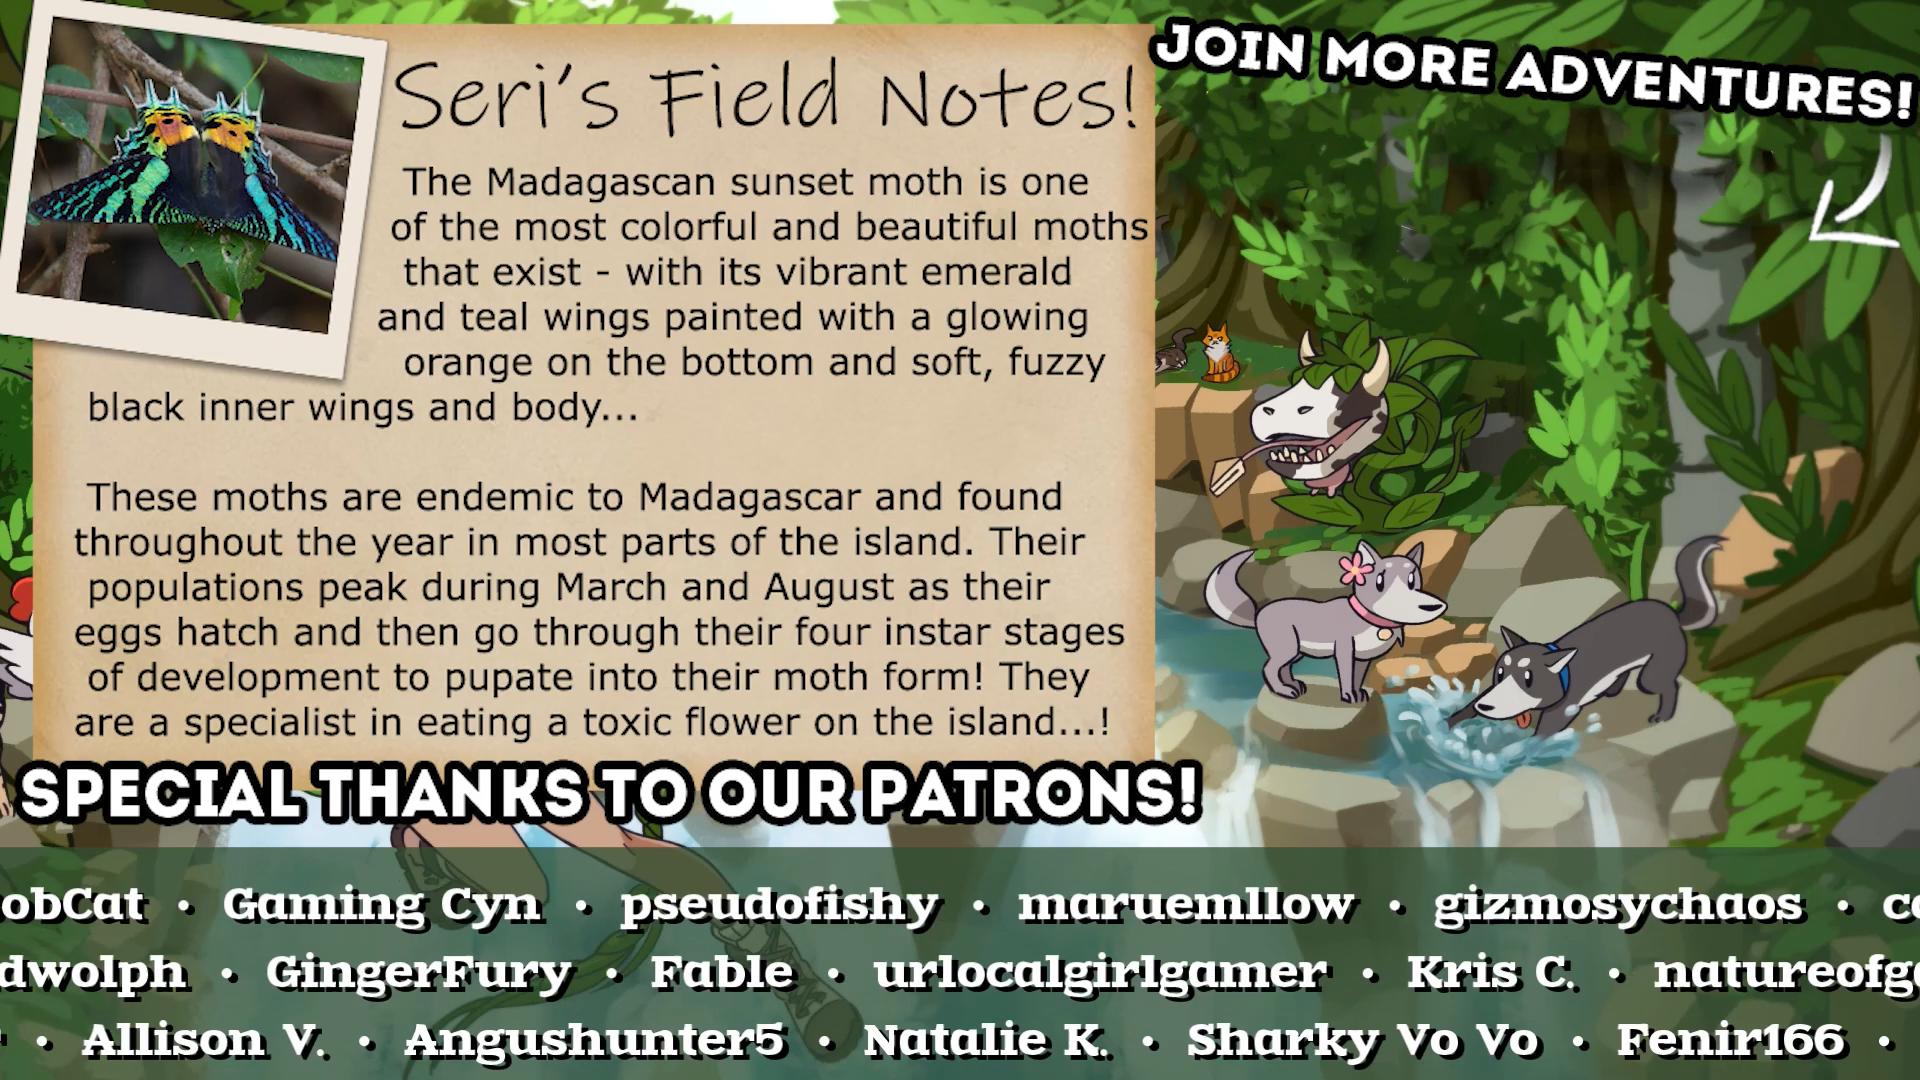 Seri's Field Notes!
JOIN MORE ADVENTURES!
The Madagascan sunset moth is one
of the most colorful and beautiful moths
that exist - with its vibrant emerald
and teal wings painted with a glowing
orange on the bottom and soft, fuzzy
black inner wings and body...
These moths are endemic to Madagascar and found
throughout the year in most parts of the island. Their
populations peak during March and August as their
eggs hatch and then go through their four instar stages
of development to pupate into their moth form! They
are a specialist in eating a toxic flower on the island...!
SPECIAL THANKS TO OUR PATRONS!
obCat · Gaming Cyn · pseudofishy · maruemllow · gizmosychaos ·
dwolph · GingerFury · Fable · urlocalgirlgamer · Kris C. · natureofg
· Allison V. · Angushunter5 · Natalie K. · Sharky Vo Vo · Fenir166 ·